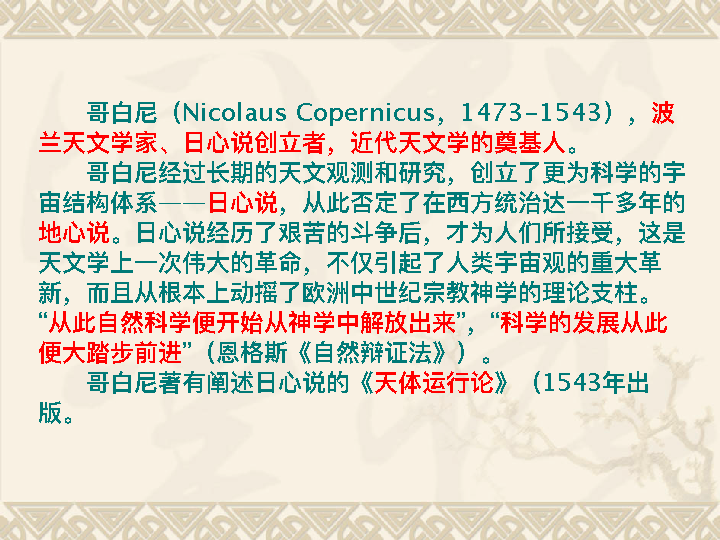 哥白尼（Nicolaus Copernicus，1473-1543），波
兰天文学家、日心说创立者，近代天文学的奠基人。
哥白尼经过长期的天文观测和研究，创立了更为科学的宇
宙结构体系——日心说，从此否定了在西方统治达一千多年的
地心说。日心说经历了艰苦的斗争后，才为人们所接受，这是
天文学上一次伟大的革命，不仅引起了人类宇宙观的重大革
新，而且从根本上动摇了欧洲中世纪宗教神学的理论支柱。
“从此自然科学便开始从神学中解放出来”，“科学的发展从此
便大踏步前进”（恩格斯《自然辩证法》）。
哥白尼著有阐述日心说的《天体运行论》（1543年出
版。